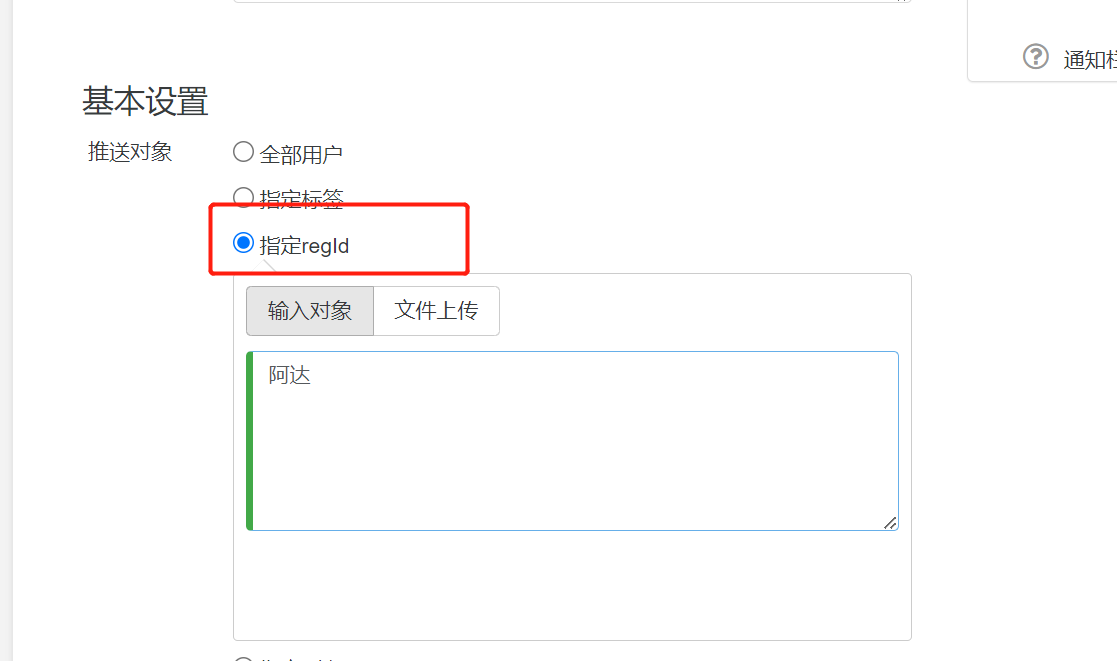 通知
基本设置
推送对象
全部用户
指定标签
指定regId
输入对象
文件上传
阿达